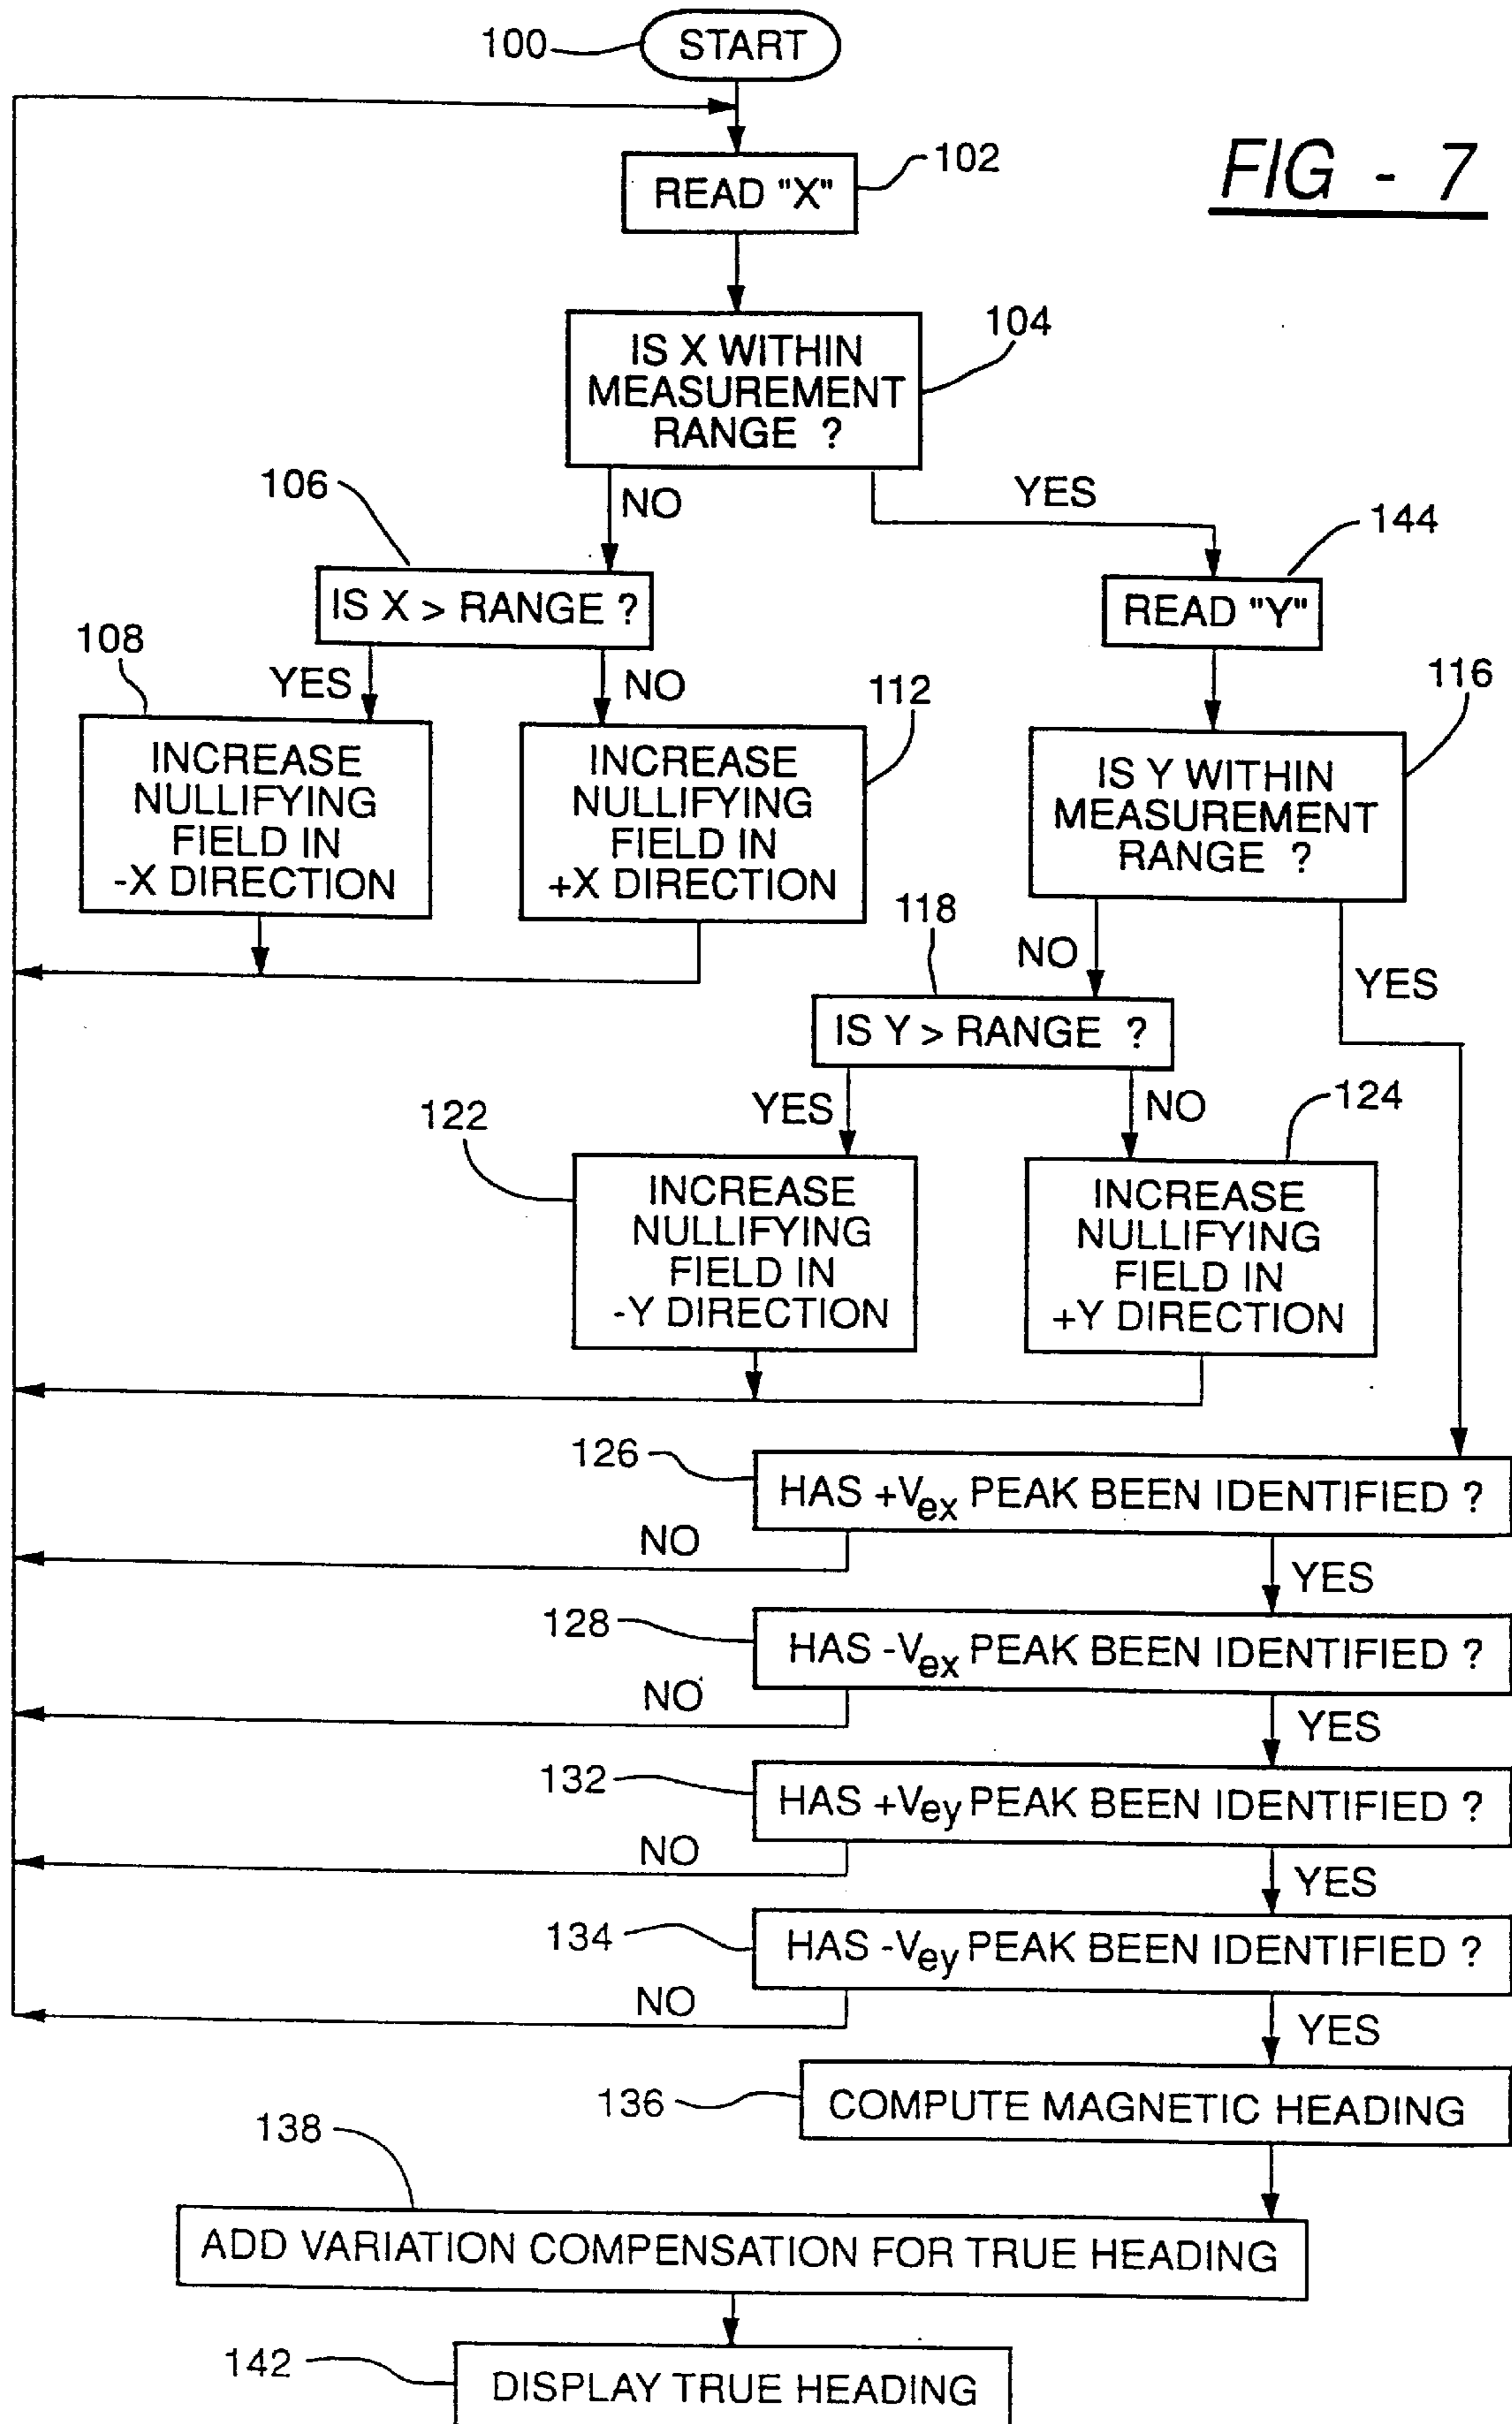 100
START
FIG - 7
READ "X"
102
IS X WITHIN
MEASUREMENT
RANGE ?
104
NO
YES
106
IS X > RANGE ?
144
READ "Y"
108
YES
NO
112
116
INCREASE
NULLIFYING
FIELD IN
-X DIRECTION
INCREASE
NULLIFYING
FIELD IN
+X DIRECTION
IS Y WITHIN
MEASUREMENT
RANGE ?
118
NO
YES
IS Y > RANGE ?
122
YES
NO
124
INCREASE
NULLIFYING
FIELD IN
-Y DIRECTION
INCREASE
NULLIFYING
FIELD IN
+Y DIRECTION
126
HAS +Vex PEAK BEEN IDENTIFIED ?
NO
YES
128
HAS -Vex PEAK BEEN IDENTIFIED ?
NO
YES
132
HAS +Vey PEAK BEEN IDENTIFIED ?
NO
YES
134
HAS -Vey PEAK BEEN IDENTIFIED ?
NO
YES
136
COMPUTE MAGNETIC HEADING
138
ADD VARIATION COMPENSATION FOR TRUE HEADING
142
DISPLAY TRUE HEADING